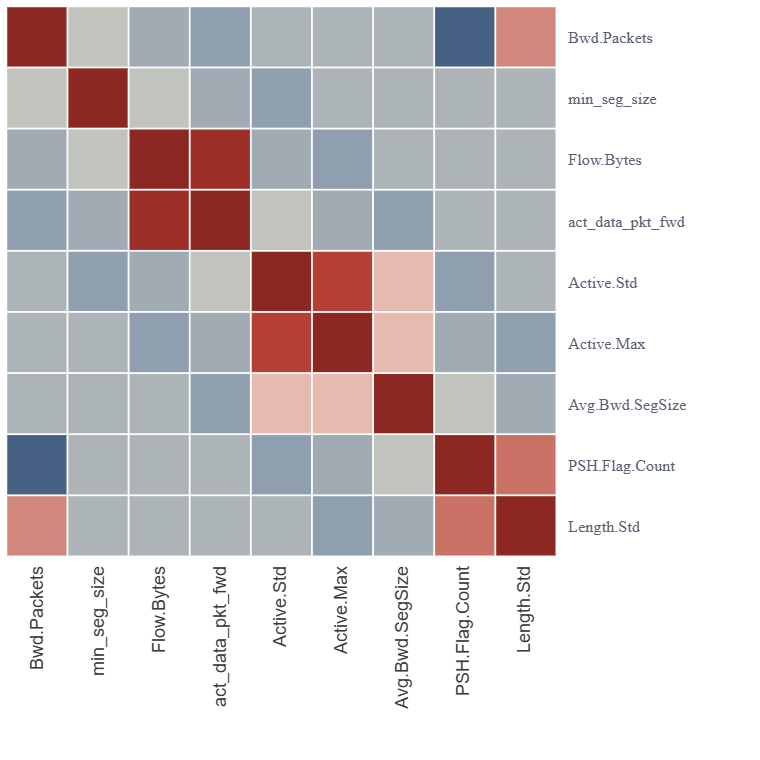 Bwd.Packets
min_seg_size
Flow.Bytes
act_data_pkt_fwd
Active.Std
Active.Max
Avg.Bwd.SegSize
PSH.Flag.Count
Length.Std
Bwd.Packets
min_seg_size
Flow.Bytes
act_data_pkt_fwd
Active.Std
Active.Max
Avg.Bwd.SegSize
PSH.Flag.Count
Length.Std